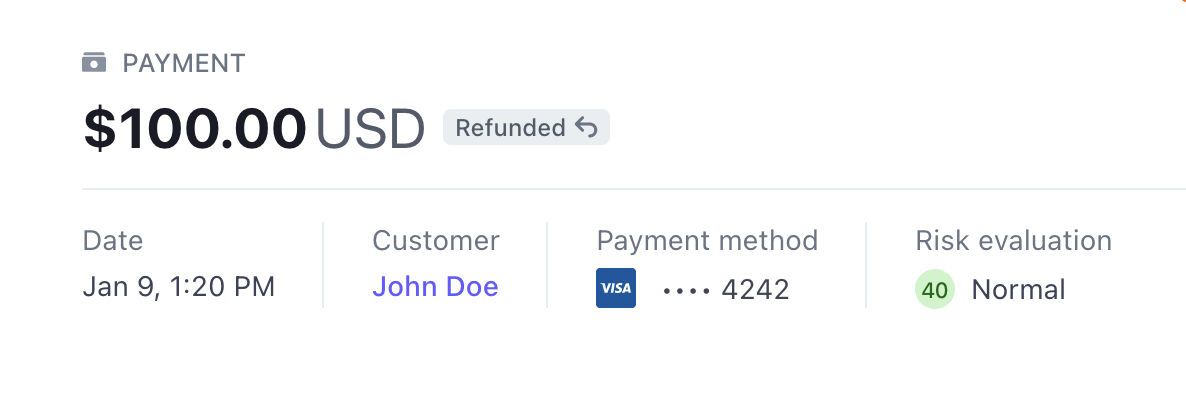 PAYMENT
$100.00 USD Refunded
Date
Jan 9, 1:20 PM
Customer
John Doe
Payment method
VISA •••• 4242
Risk evaluation
40 Normal